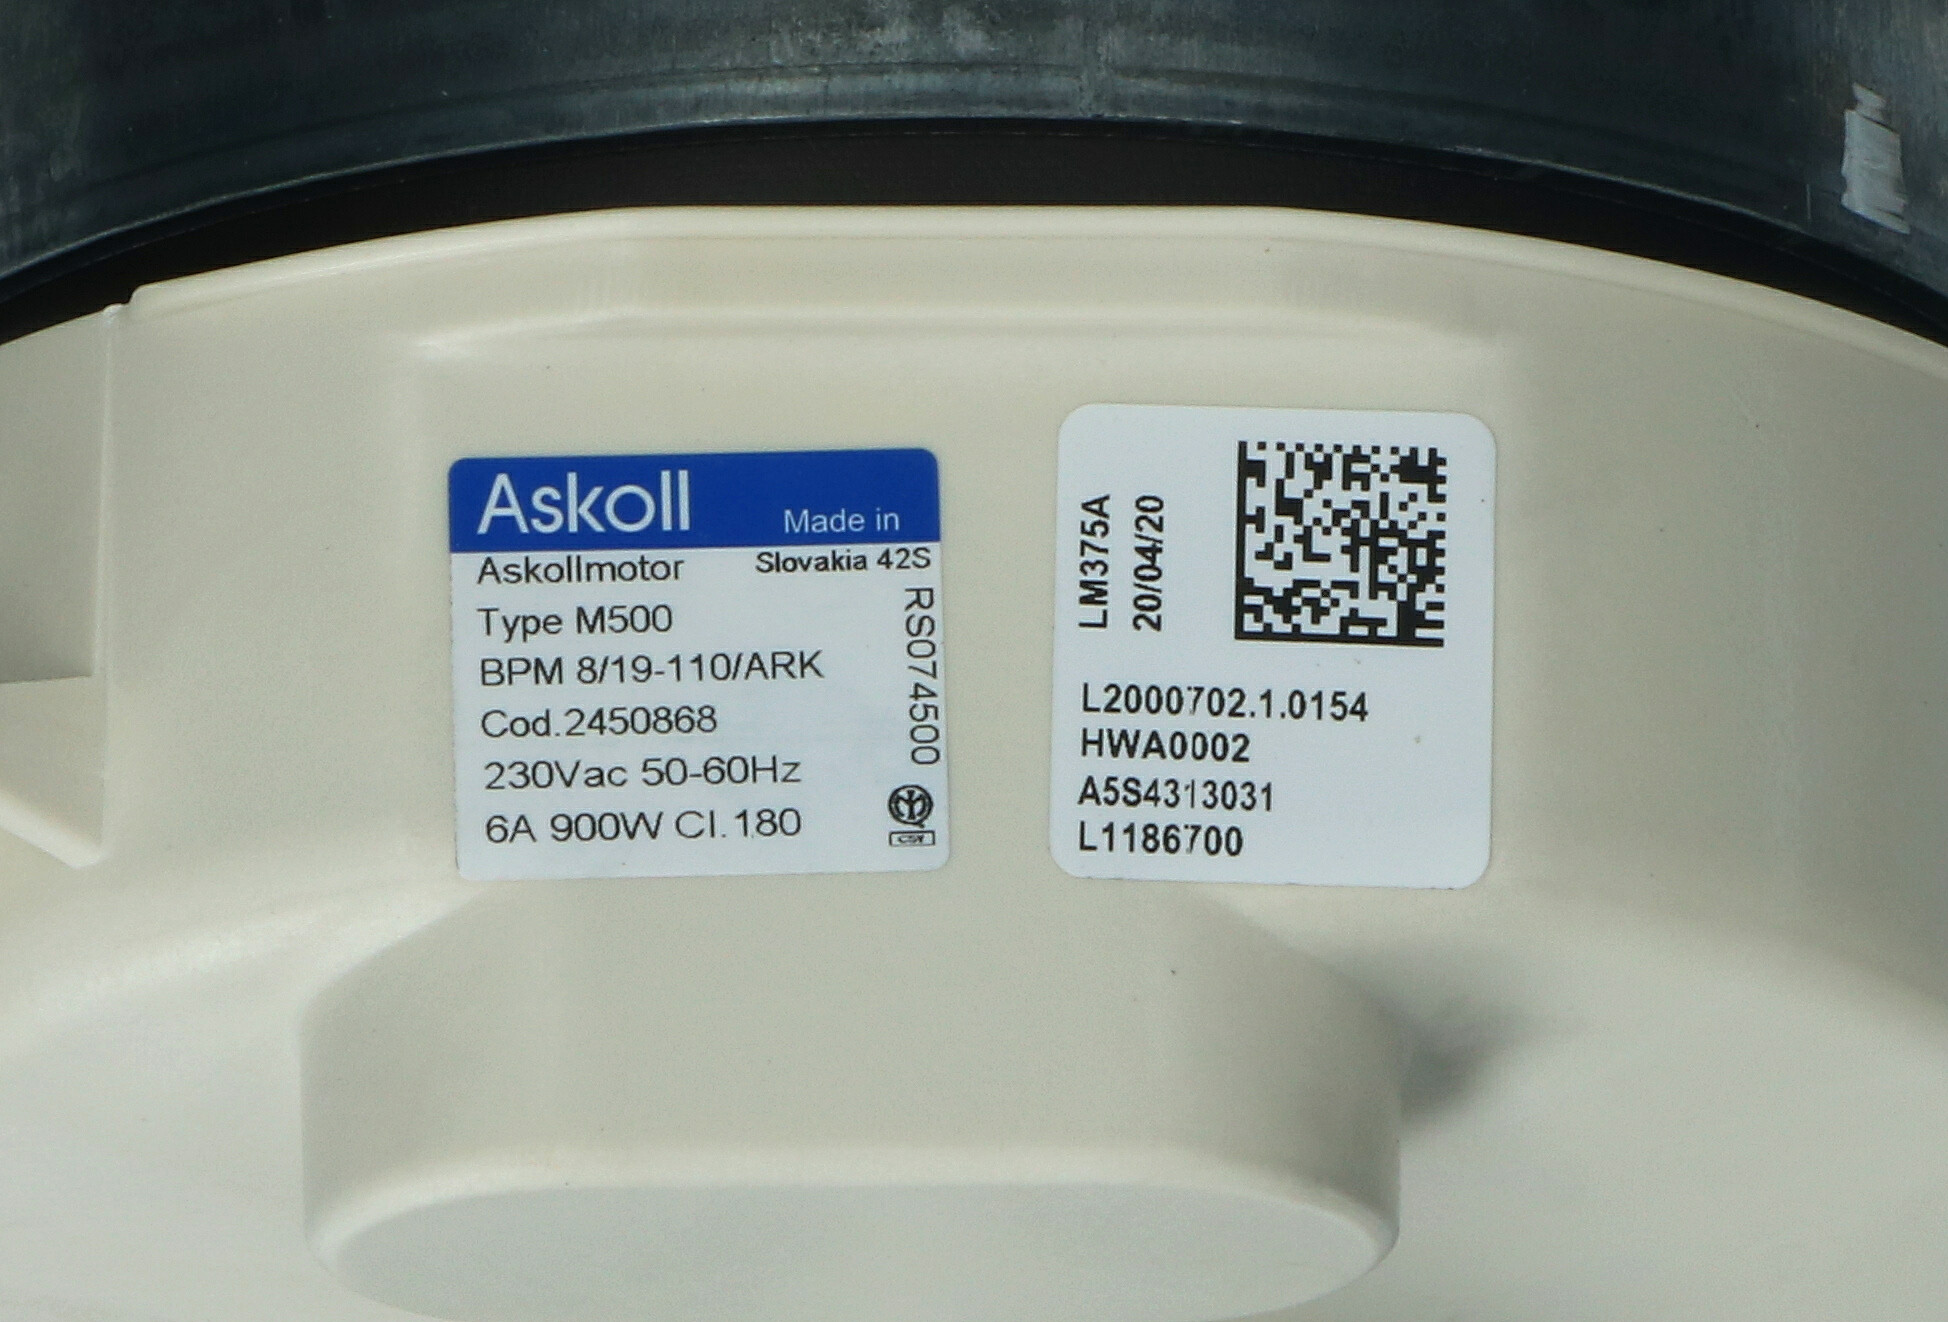 Askoll
Made in
Askollmotor
Slovakia 42S
Type M500
BPM 8/19-110/ARK
Cod.2450868
230Vac 50-60Hz
6A 900W Cl.180
RS074500
CSV
LM375A
20/04/20
L2000702.1.0154
HWA0002
A5S4313031
L1186700